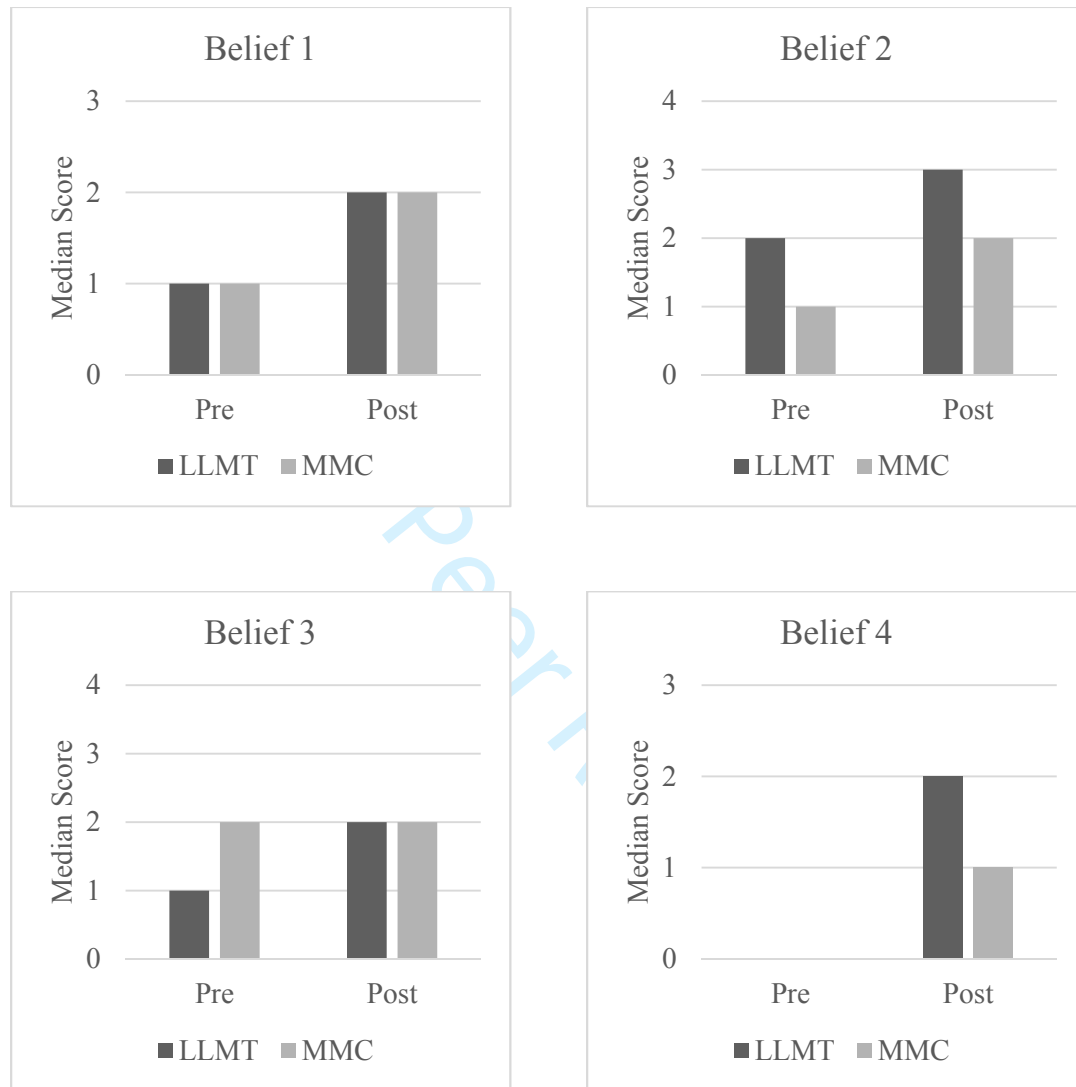 Belief 1
Median Score
3
2
1
0
Pre Post
LLMT MMC
Belief 2
Median Score
4
3
2
1
0
Pre Post
LLMT MMC
Peer
Belief 3
Median Score
4
3
2
1
0
Pre Post
LLMT MMC
Belief 4
Median Score
3
2
1
0
Pre Post
LLMT MMC